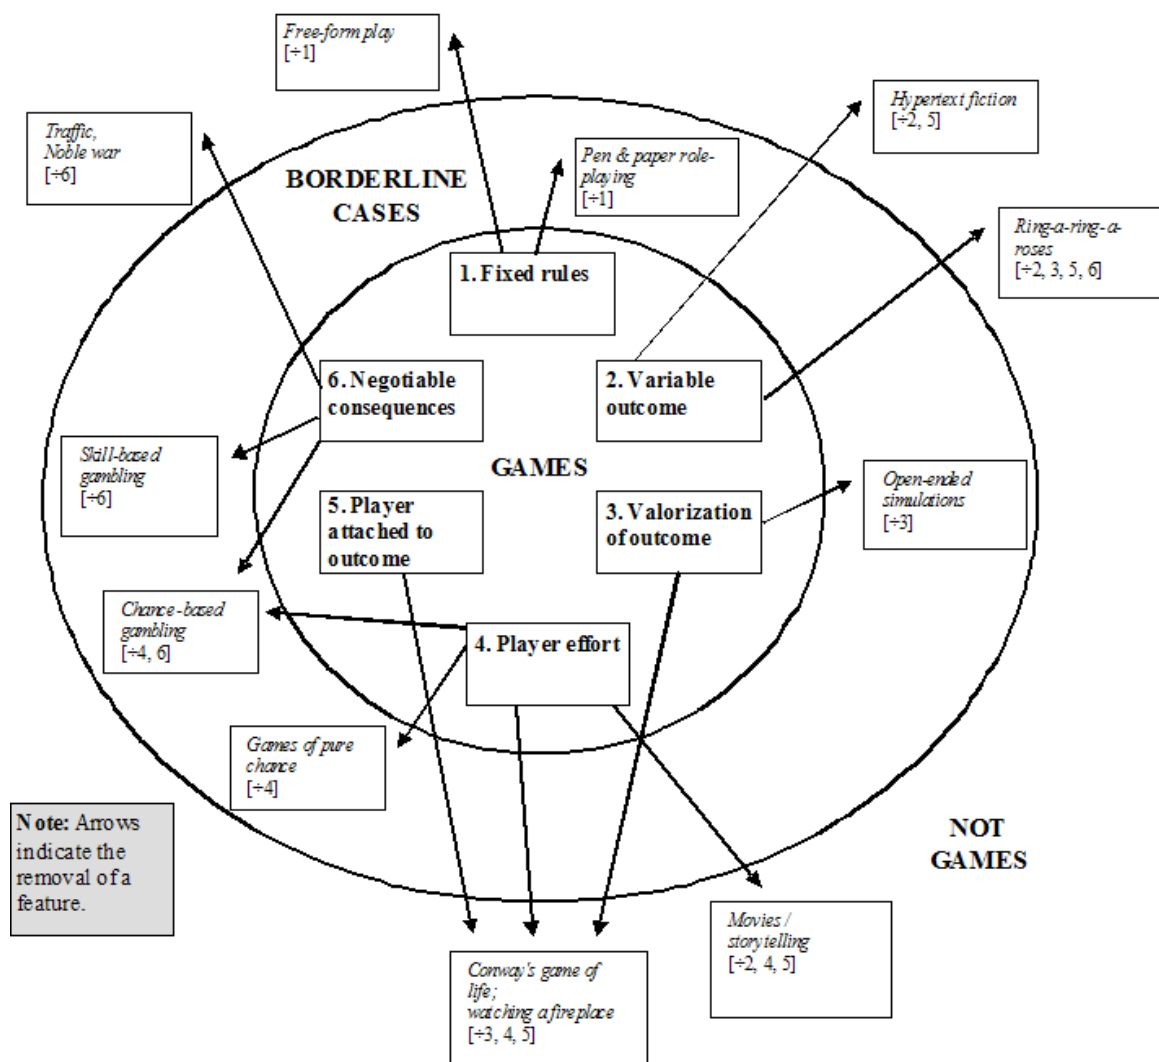 Free-form play
[÷1]
Hypertext fiction
[÷2, 5]
Traffic,
Noble war
[÷6]
Pen & paper role-
playing
[÷1]
BORDERLINE
CASES
Ring-a-ring-a-
roses
[÷2, 3, 5, 6]
1. Fixed rules
6. Negotiable
consequences
2. Variable
outcome
GAMES
Skill-based
gambling
[÷6]
5. Player
attached to
outcome
3. Valorization
of outcome
Open-ended
simulations
[÷3]
Chance-based
gambling
[÷4, 6]
4. Player effort
Games of pure
chance
[÷4]
Note: Arrows
indicate the
removal of a
feature.
NOT
GAMES
Movies /
storytelling
[÷2, 4, 5]
Conway's game of
life;
watching a fireplace
[÷3, 4, 5]